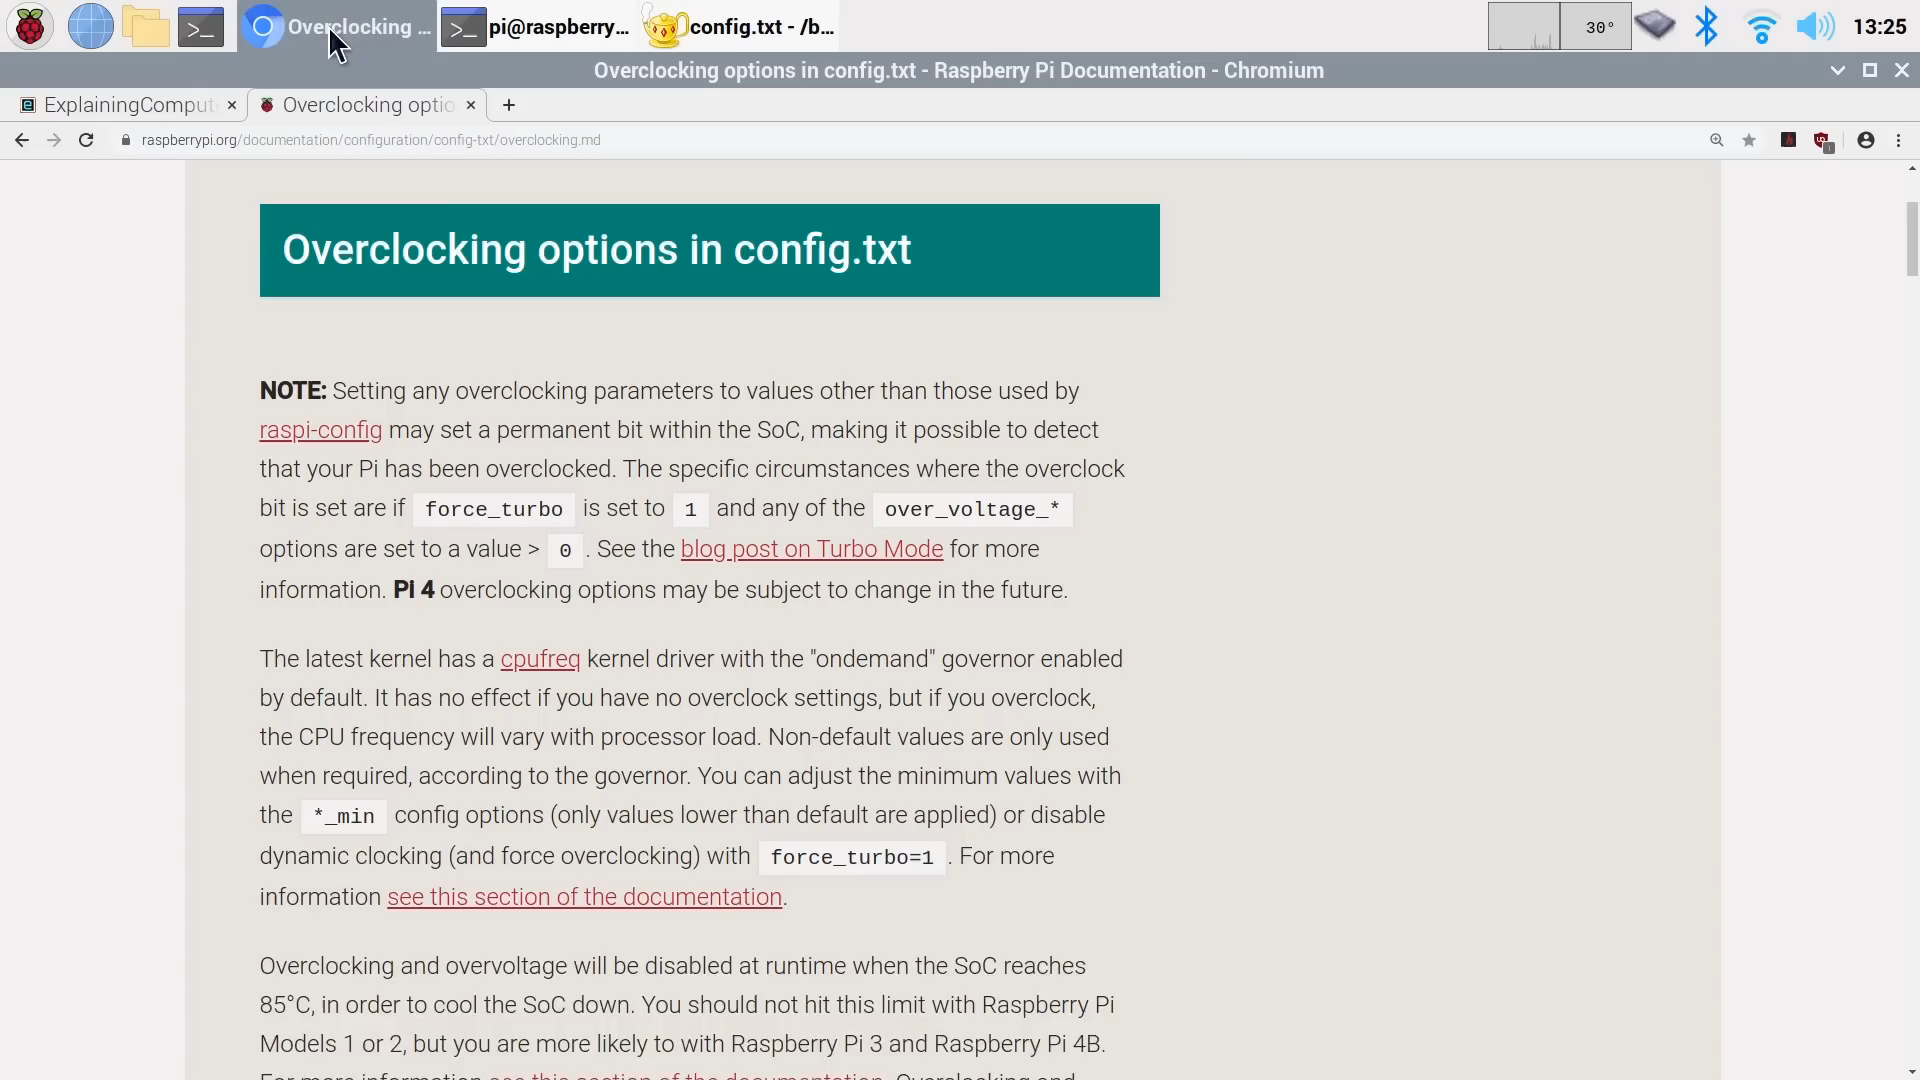 Overclocking ...
pi@raspberry...
config.txt - /b...
30°
13:25
Overclocking options in config.txt - Raspberry Pi Documentation - Chromium
ExplainingComput
Overclocking optio
raspberrypi.org/documentation/configuration/config-txt/overclocking.md
Overclocking options in config.txt
NOTE: Setting any overclocking parameters to values other than those used by
raspi-config may set a permanent bit within the SoC, making it possible to detect
that your Pi has been overclocked. The specific circumstances where the overclock
bit is set are if force_turbo is set to 1 and any of the over_voltage_*
options are set to a value > 0 . See the blog post on Turbo Mode for more
information. Pi 4 overclocking options may be subject to change in the future.
The latest kernel has a cpufreq kernel driver with the "ondemand" governor enabled
by default. It has no effect if you have no overclock settings, but if you overclock,
the CPU frequency will vary with processor load. Non-default values are only used
when required, according to the governor. You can adjust the minimum values with
the *_min config options (only values lower than default are applied) or disable
dynamic clocking (and force overclocking) with force_turbo=1 . For more
information see this section of the documentation.
Overclocking and overvoltage will be disabled at runtime when the SoC reaches
85°C, in order to cool the SoC down. You should not hit this limit with Raspberry Pi
Models 1 or 2, but you are more likely to with Raspberry Pi 3 and Raspberry Pi 4B.
For more information see this section of the documentation. Overclocking and